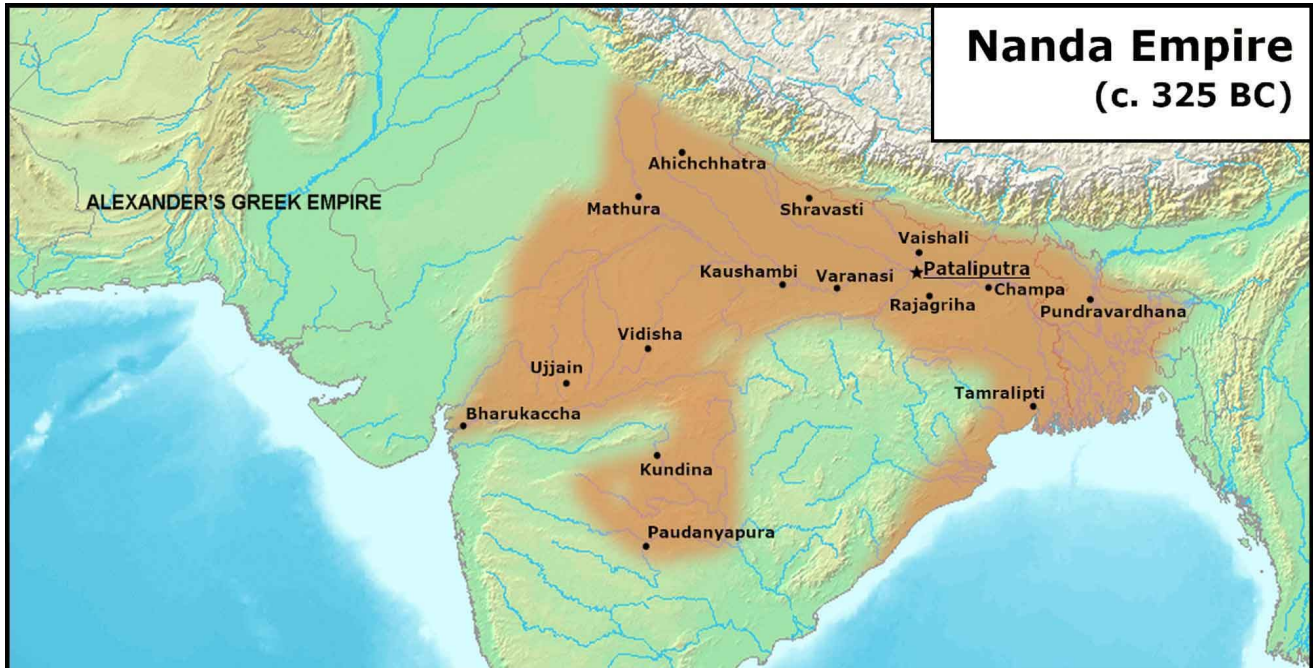 Nanda Empire
(c. 325 BC)
Ahichchhatra
ALEXANDER'S GREEK EMPIRE
Mathura
Shravasti
Vaishali
Pataliputra
Kaushambi
Varanasi
Champa
Rajagriha
Pundravardhana
Vidisha
Ujjain
Tamralipti
Bharukaccha
Kundina
Paudanyapura